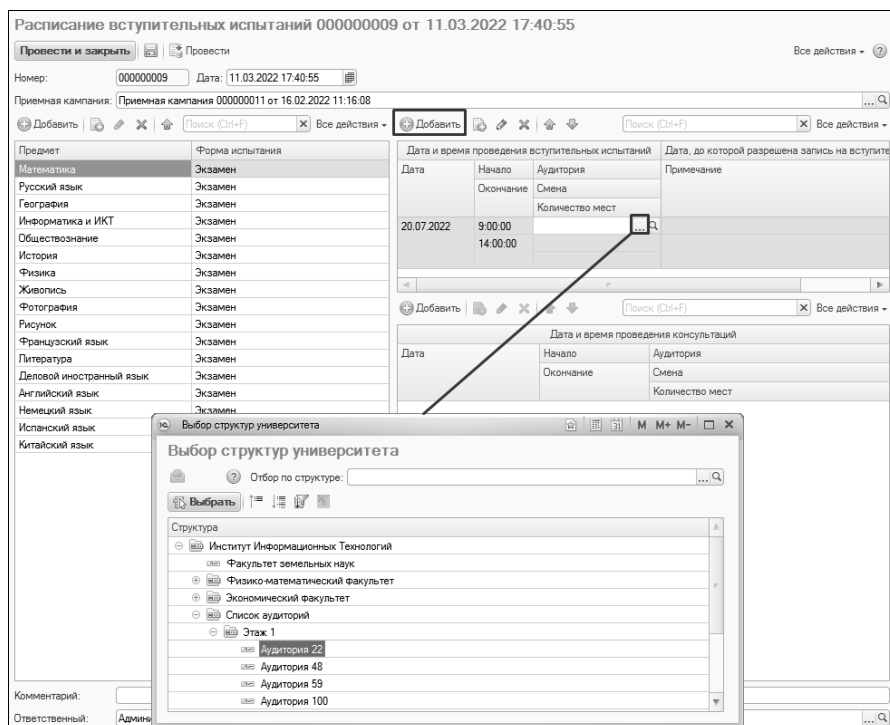 Расписание вступительных испытаний 000000009 от 11.03.2022 17:40:55
Провести и закрыть Провести Все действия
Номер: 000000009 Дата: 11.03.2022 17:40:55
Приемная кампания: Приемная кампания 000000011 от 16.02.2022 11:16:08
Добавить Поиск (Ctrl+F) Все действия Добавить Поиск (Ctrl+F) Все действия
Предмет Форма испытания
Математика Экзамен
Русский язык Экзамен
География Экзамен
Информатика и ИКТ Экзамен
Обществознание Экзамен
История Экзамен
Физика Экзамен
Живопись Экзамен
Фотография Экзамен
Рисунок Экзамен
Французский язык Экзамен
Литература Экзамен
Деловой иностранный язык Экзамен
Английский язык Экзамен
Немецкий язык Экзамен
Испанский язык
Китайский язык
Дата и время проведения вступительных испытаний Дата, до которой разрешена запись на вступите
Дата Начало Аудитория Примечание
Окончание Смена
Количество мест
20.07.2022 9:00:00 ...
14:00:00
Добавить Поиск (Ctrl+F) Все действия
Дата и время проведения консультаций
Дата Начало Аудитория
Окончание Смена
Количество мест
1С Выбор структур университета 31 M M+ M-
Выбор структур университета
Отбор по структуре: ...
Выбрать
Структура
Институт Информационных Технологий
Факультет земельных наук
Физико-математический факультет
Экономический факультет
Список аудиторий
Этаж 1
Аудитория 22
Аудитория 48
Аудитория 59
Аудитория 100
Комментарий:
Ответственный: Админи